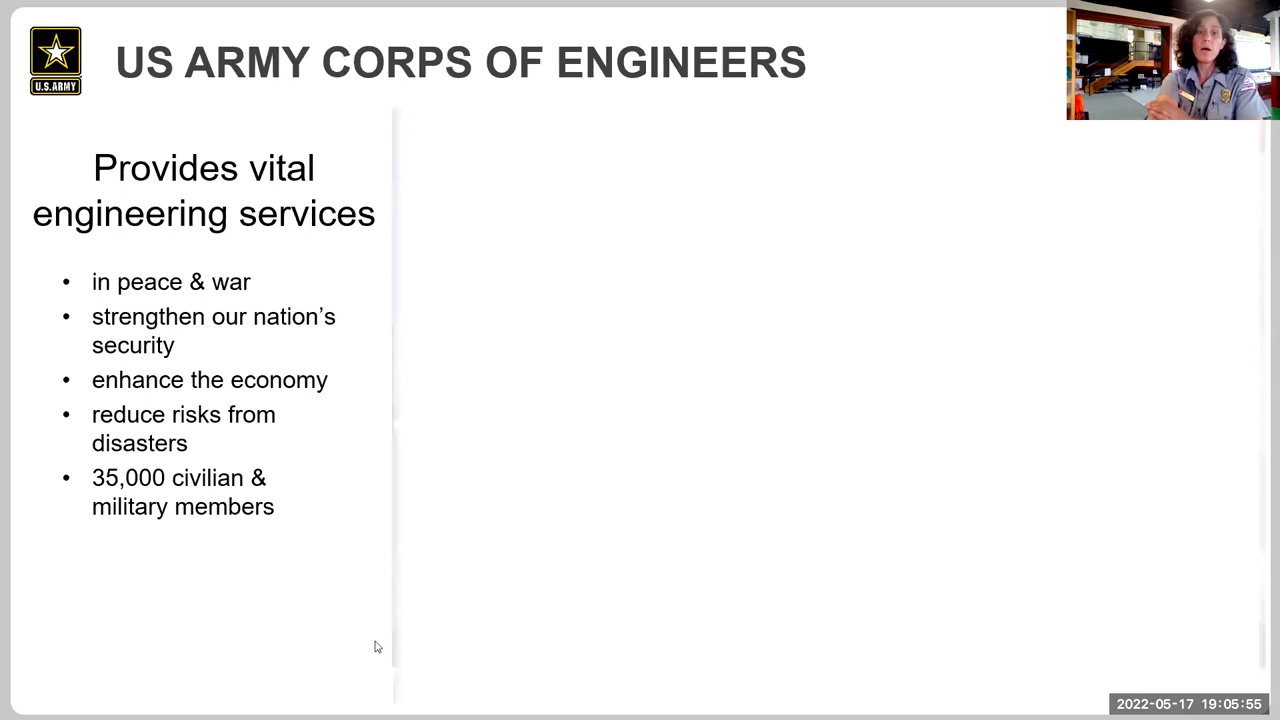 U.S.ARMY
US ARMY CORPS OF ENGINEERS
Provides vital
engineering services
• in peace & war
• strengthen our nation’s
security
• enhance the economy
• reduce risks from
disasters
• 35,000 civilian &
military members
2022-05-17 19:05:55